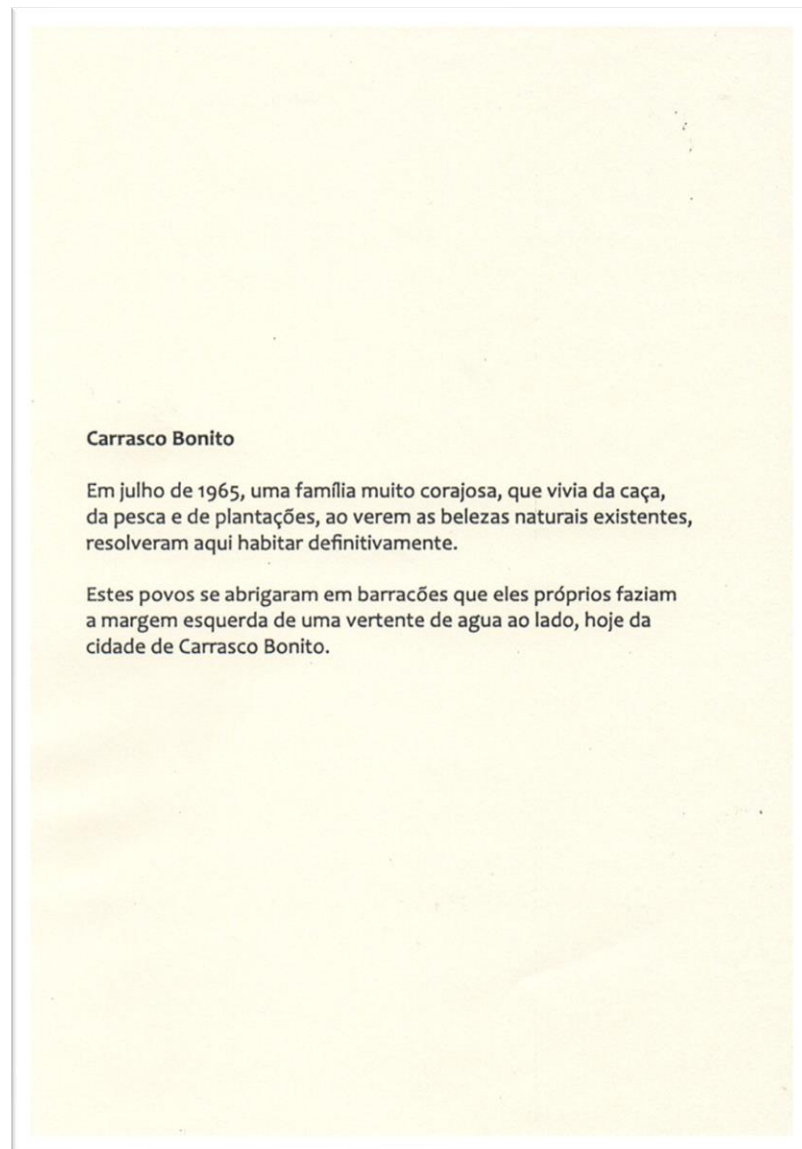 Carrasco Bonito
Em julho de 1965, uma família muito corajosa, que vivia da caça,
da pesca e de plantações, ao verem as belezas naturais existentes,
resolveram aqui habitar definitivamente.
Estes povos se abrigaram em barracões que eles próprios faziam
a margem esquerda de uma vertente de agua ao lado, hoje da
cidade de Carrasco Bonito.